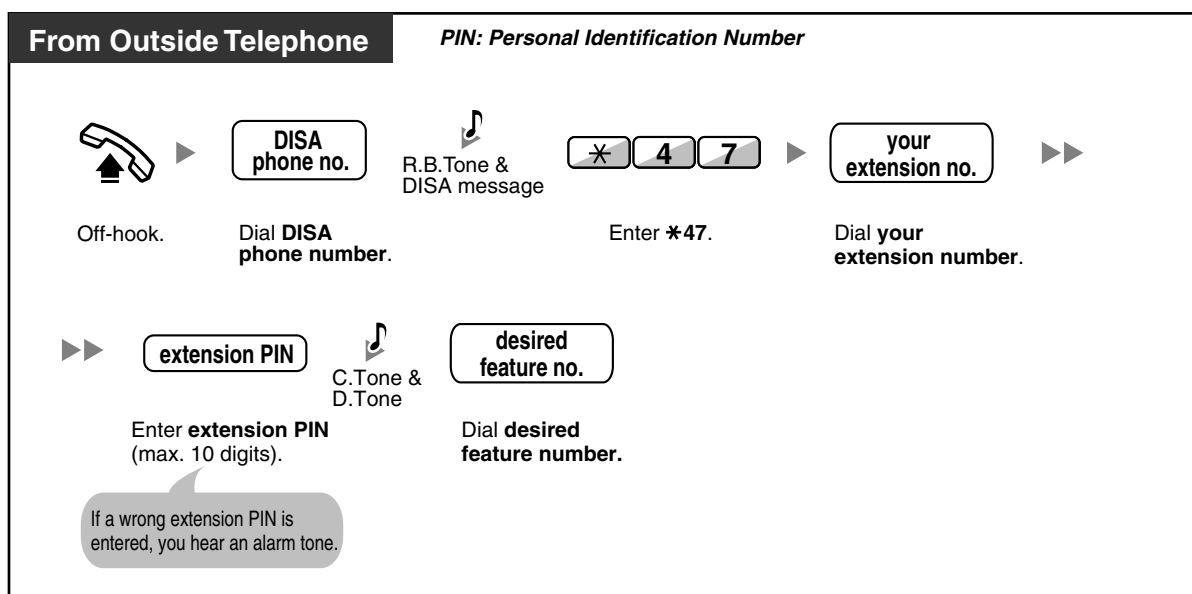 From Outside Telephone
PIN: Personal Identification Number
DISA
phone no.
R.B.Tone &
DISA message
* 4 7
your
extension no.
Off-hook.
Dial DISA
phone number.
Enter *47.
Dial your
extension number.
extension PIN
C.Tone &
D.Tone
desired
feature no.
Enter extension PIN
(max. 10 digits).
Dial desired
feature number.
If a wrong extension PIN is
entered, you hear an alarm tone.